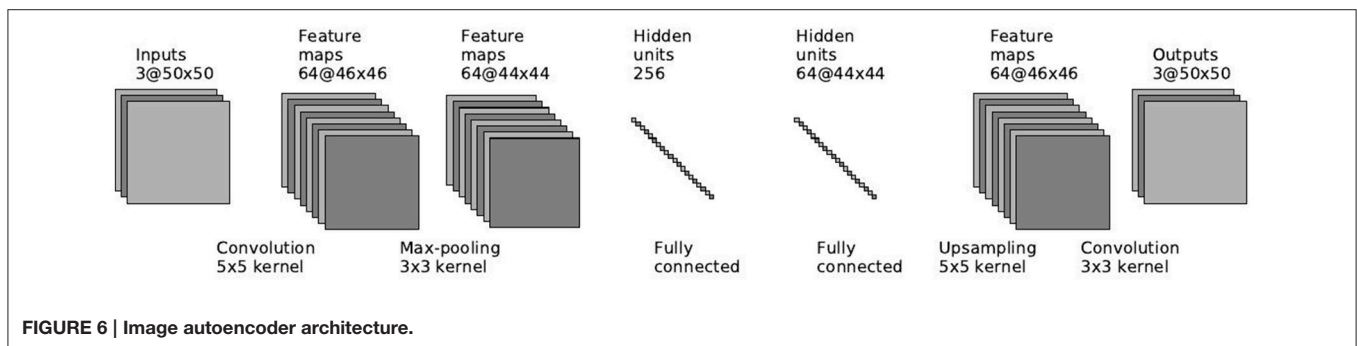 Inputs
3@50x50
Feature
maps
64@46x46
Feature
maps
64@44x44
Hidden
units
256
Hidden
units
64@44x44
Feature
maps
64@46x46
Outputs
3@50x50
Convolution
5x5 kernel
Max-pooling
3x3 kernel
Fully
connected
Fully
connected
Upsampling
5x5 kernel
Convolution
3x3 kernel
FIGURE 6 | Image autoencoder architecture.